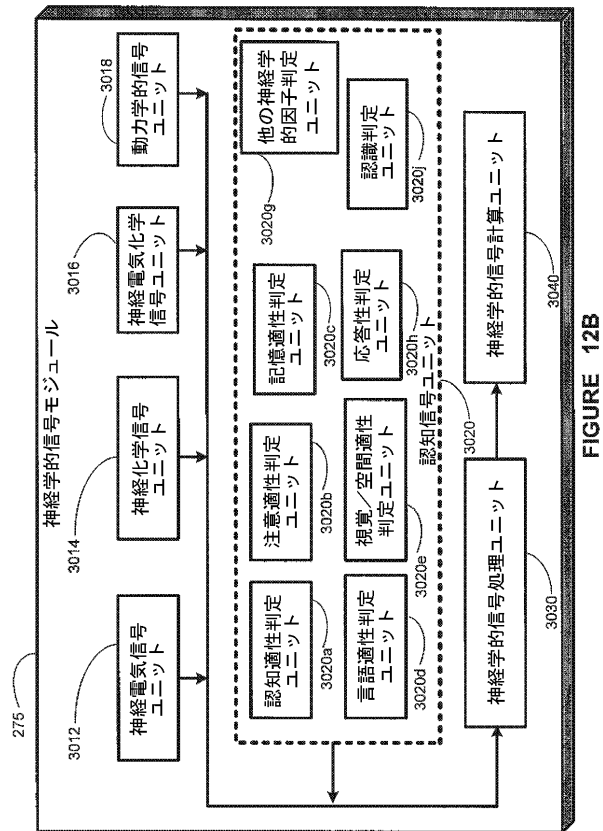 275
神経学的信号モジュール
3012
神経電気信号
ユニット
3014
神経化学信号
ユニット
3016
神経電気化学
信号ユニット
3018
動力学的信号
ユニット
認知適性判定
ユニット
3020a
注意適性判定
ユニット
3020b
記憶適性判定
ユニット
3020c
他の神経学
的因子判定
ユニット
3020g
言語適性判定
ユニット
3020d
視覚／空間適性
判定ユニット
3020e
応答性判定
ユニット
3020h
認識判定
ユニット
3020j
認知信号ユニット
3020
神経学的信号処理ユニット
3030
神経学的信号計算ユニット
3040
FIGURE 12B